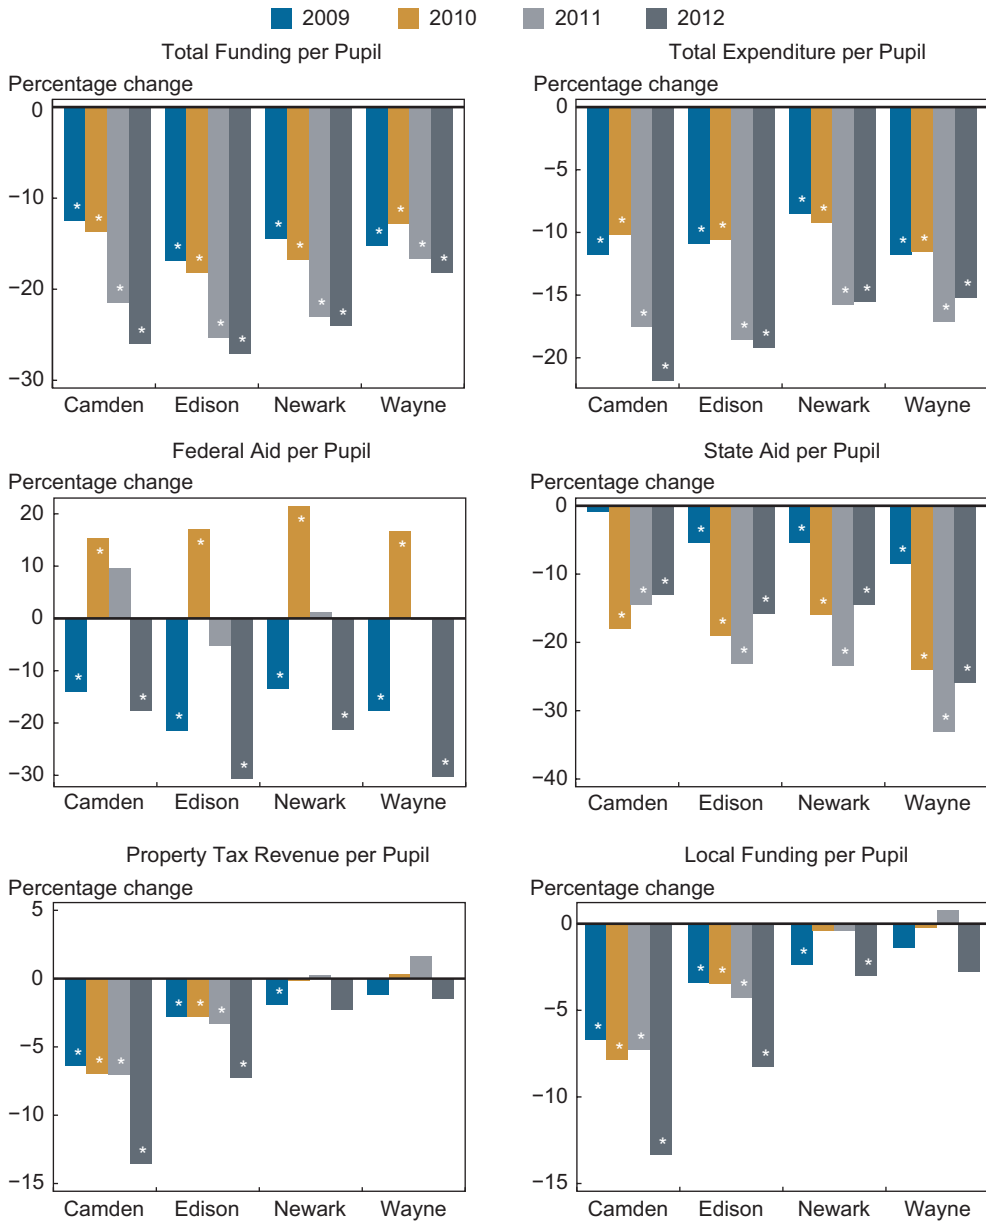 2009 2010 2011 2012
Total Funding per Pupil
Percentage change
0
−10
−20
−30
Camden Edison Newark Wayne
Total Expenditure per Pupil
Percentage change
0
−5
−10
−15
−20
Camden Edison Newark Wayne
Federal Aid per Pupil
Percentage change
20
10
0
−10
−20
−30
Camden Edison Newark Wayne
State Aid per Pupil
Percentage change
0
−10
−20
−30
−40
Camden Edison Newark Wayne
Property Tax Revenue per Pupil
Percentage change
5
0
−5
−10
−15
Camden Edison Newark Wayne
Local Funding per Pupil
Percentage change
0
−5
−10
−15
Camden Edison Newark Wayne